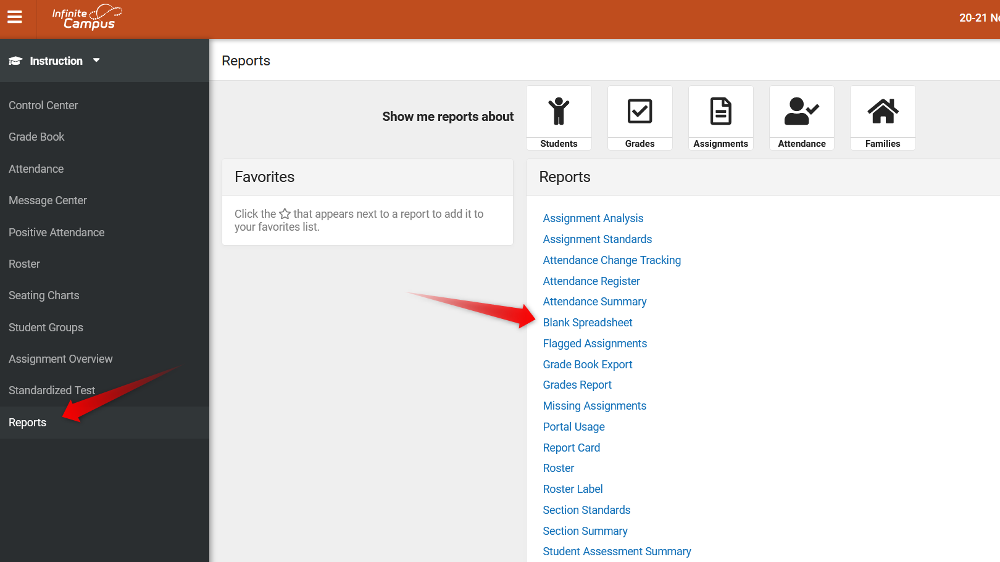 Infinite
Campus
20-21 No
Instruction
Control Center
Grade Book
Attendance
Message Center
Positive Attendance
Roster
Seating Charts
Student Groups
Assignment Overview
Standardized Test
Reports
Reports
Show me reports about
Students
Grades
Assignments
Attendance
Families
Favorites
Click the that appears next to a report to add it to
your favorites list.
Reports
Assignment Analysis
Assignment Standards
Attendance Change Tracking
Attendance Register
Attendance Summary
Blank Spreadsheet
Flagged Assignments
Grade Book Export
Grades Report
Missing Assignments
Portal Usage
Report Card
Roster
Roster Label
Section Standards
Section Summary
Student Assessment Summary